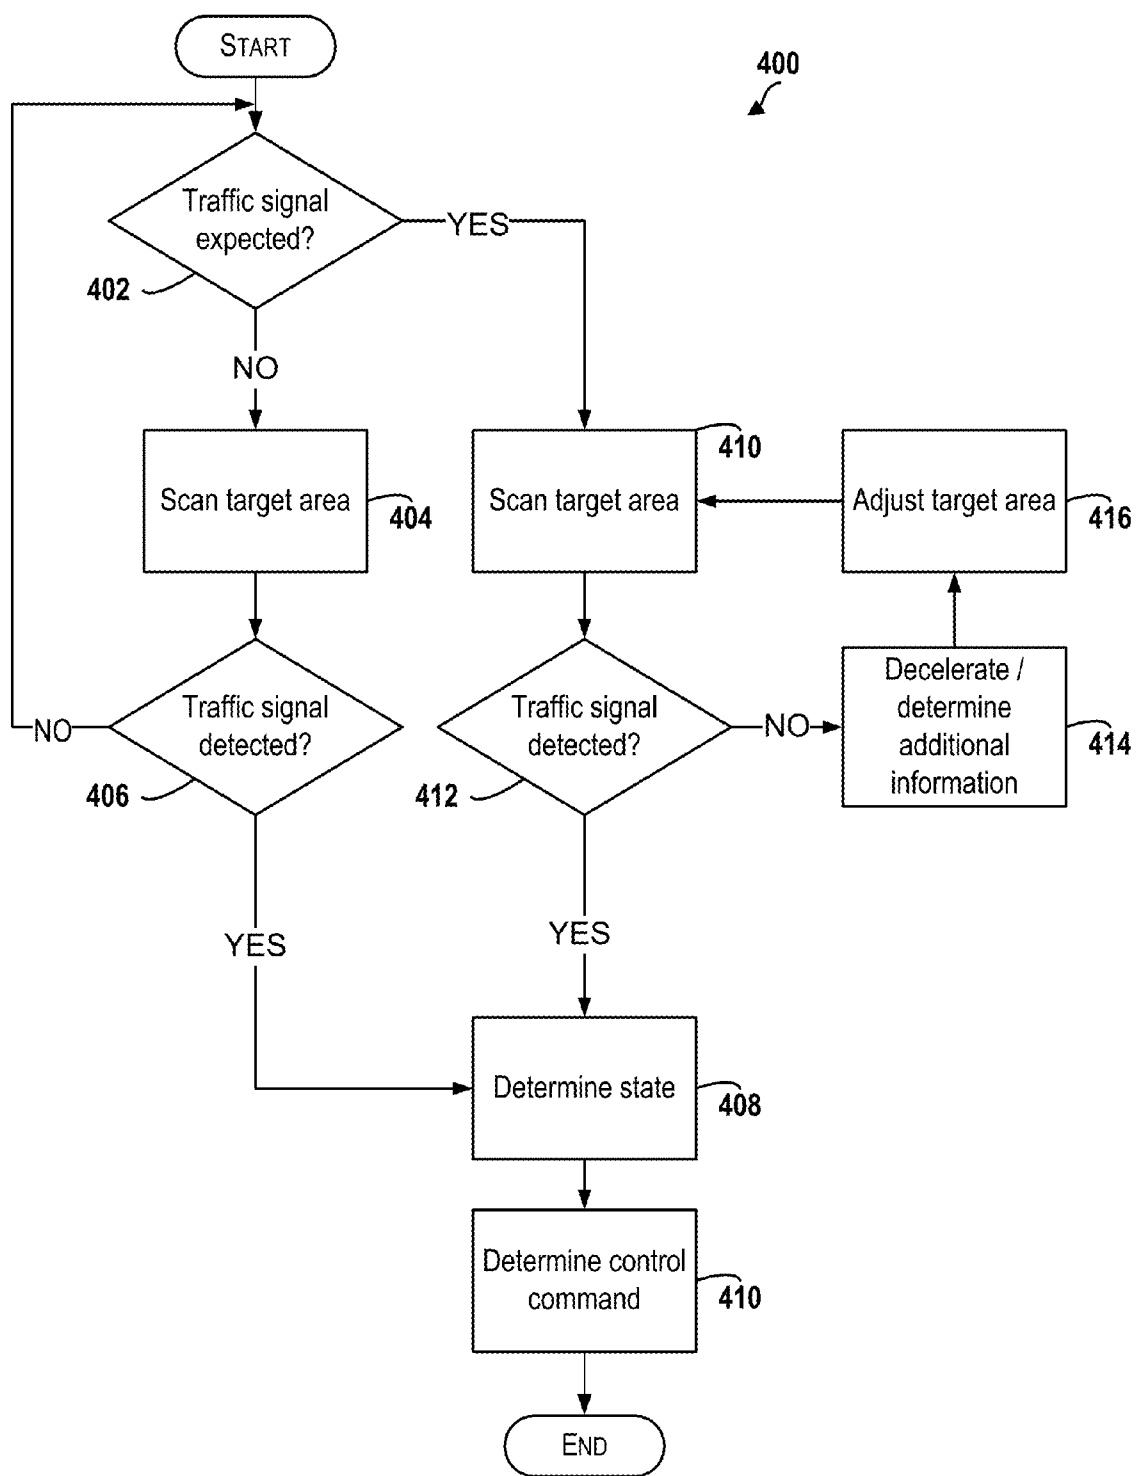 START
400
Traffic signal
expected?
YES
402
NO
410
Scan target area
404
Scan target area
Adjust target area
416
Traffic signal
detected?
NO
406
Traffic signal
detected?
NO
412
Decelerate /
determine
additional
information
414
YES
YES
Determine state
408
Determine control
command
410
END